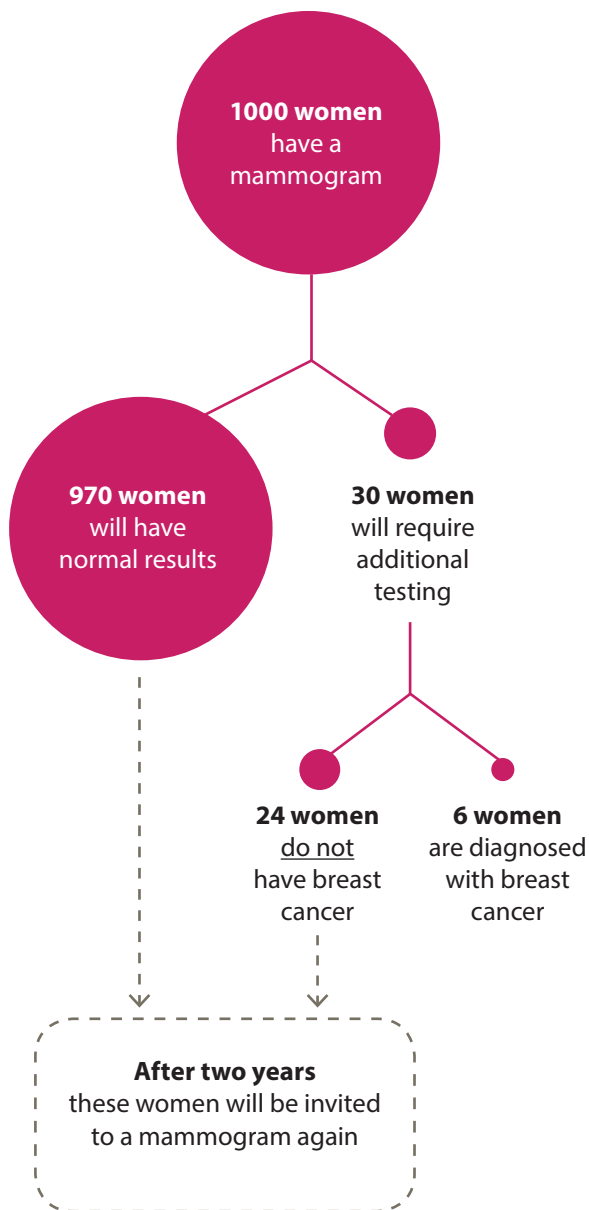 1000 women
have a
mammogram
970 women
will have
normal results
30 women
will require
additional
testing
24 women
do not
have breast
cancer
6 women
are diagnosed
with breast
cancer
After two years
these women will be invited
to a mammogram again